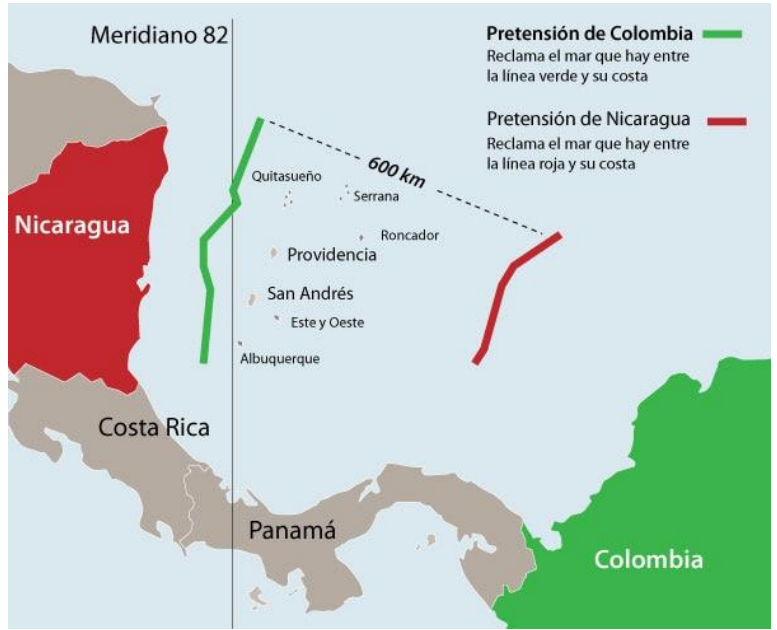 Meridiano 82
Pretensión de Colombia
Reclama el mar que hay entre
la línea verde y su costa
Pretensión de Nicaragua
Reclama el mar que hay entre
la línea roja y su costa
600 km
Quitasueño
Serrana
Nicaragua
Roncador
Providencia
San Andrés
Este y Oeste
Albuquerque
Costa Rica
Panamá
Colombia